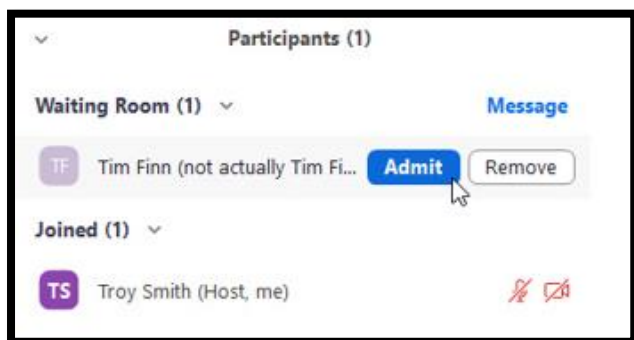 Participants (1)
Waiting Room (1) Message
TF Tim Finn (not actually Tim Fi... Admit Remove
Joined (1)
TS Troy Smith (Host, me)